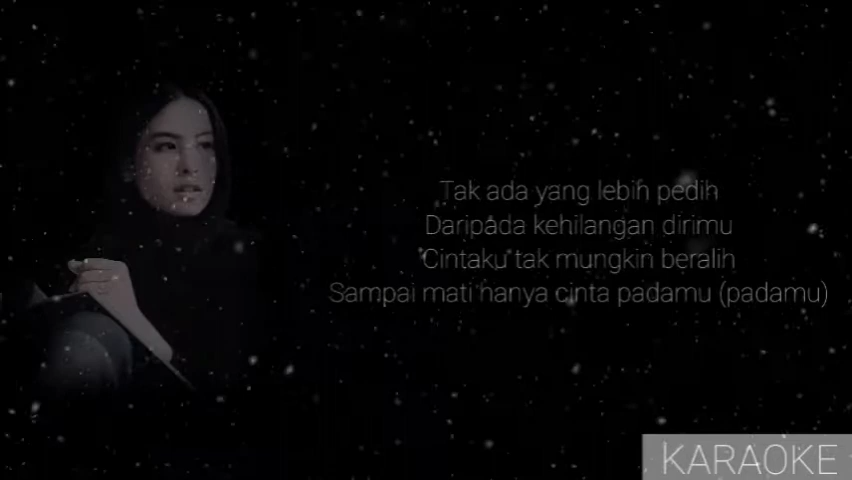 Tak ada yang lebih pedih
Daripada kehilangan dirimu
Cintaku tak mungkin beralih
Sampai mati hanya cinta padamu (padamu)
KARAOKE